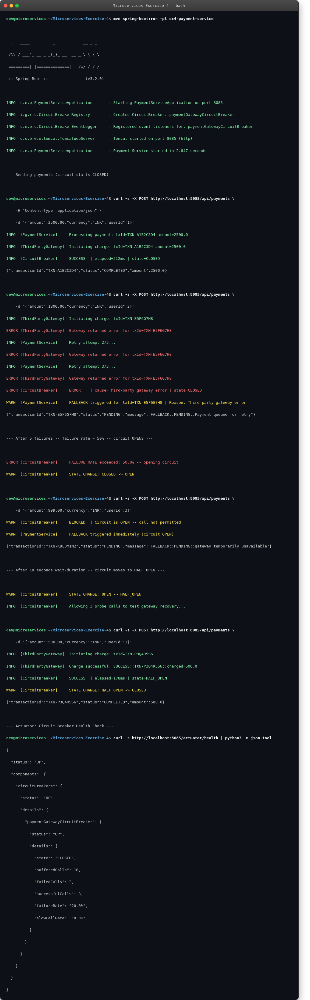 Microservices-Exercise-4 — bash
dev@microservices:~/Microservices-Exercise-4$ mvn spring-boot:run -pl ex4-payment-service
  .   ____          _            __ _ _
 /\\ / ___'_ __ _ _(_)_ __  __ _ \ \ \ \
 =========|_|==============|___/=/_/_/_/
 :: Spring Boot ::                (v3.2.0)
INFO  c.e.p.PaymentServiceApplication       : Starting PaymentServiceApplication on port 8085
INFO  i.g.r.c.CircuitBreakerRegistry        : Created CircuitBreaker: paymentGatewayCircuitBreaker
INFO  c.e.p.c.CircuitBreakerEventLogger     : Registered event listeners for: paymentGatewayCircuitBreaker
INFO  o.s.b.w.e.tomcat.TomcatWebServer      : Tomcat started on port 8085 (http)
INFO  c.e.p.PaymentServiceApplication       : Payment Service started in 2.847 seconds
--- Sending payments (circuit starts CLOSED) ---
dev@microservices:~/Microservices-Exercise-4$ curl -s -X POST http://localhost:8085/api/payments \
    -H "Content-Type: application/json" \
    -d '{"amount":2500.00,"currency":"INR","userId":1}'
INFO  [PaymentService]     Processing payment: txId=TXN-A1B2C3D4 amount=2500.0
INFO  [ThirdPartyGateway]  Initiating charge: txId=TXN-A1B2C3D4 amount=2500.0
INFO  [CircuitBreaker]     SUCCESS  | elapsed=312ms | state=CLOSED
{"transactionId":"TXN-A1B2C3D4","status":"COMPLETED","amount":2500.0}
dev@microservices:~/Microservices-Exercise-4$ curl -s -X POST http://localhost:8085/api/payments \
    -d '{"amount":1800.00,"currency":"INR","userId":2}'
INFO  [ThirdPartyGateway]  Initiating charge: txId=TXN-E5F6G7H8
ERROR [ThirdPartyGateway]  Gateway returned error for txId=TXN-E5F6G7H8
INFO  [PaymentService]     Retry attempt 2/3...
ERROR [ThirdPartyGateway]  Gateway returned error for txId=TXN-E5F6G7H8
INFO  [PaymentService]     Retry attempt 3/3...
ERROR [ThirdPartyGateway]  Gateway returned error for txId=TXN-E5F6G7H8
ERROR [CircuitBreaker]     ERROR    | cause=Third-party gateway error | state=CLOSED
WARN  [PaymentService]     FALLBACK triggered for txId=TXN-E5F6G7H8 | Reason: Third-party gateway error
{"transactionId":"TXN-E5F6G7H8","status":"PENDING","message":"FALLBACK::PENDING::Payment queued for retry"}
--- After 5 failures -- failure rate = 50% -- circuit OPENS ---
ERROR [CircuitBreaker]     FAILURE RATE exceeded: 50.0% -- opening circuit
WARN  [CircuitBreaker]     STATE CHANGE: CLOSED -> OPEN
dev@microservices:~/Microservices-Exercise-4$ curl -s -X POST http://localhost:8085/api/payments \
    -d '{"amount":999.00,"currency":"INR","userId":3}'
WARN  [CircuitBreaker]     BLOCKED  | Circuit is OPEN -- call not permitted
WARN  [PaymentService]     FALLBACK triggered immediately (circuit OPEN)
{"transactionId":"TXN-K9L0M1N2","status":"PENDING","message":"FALLBACK::PENDING::gateway temporarily unavailable"}
--- After 10 seconds wait-duration -- circuit moves to HALF_OPEN ---
WARN  [CircuitBreaker]     STATE CHANGE: OPEN -> HALF_OPEN
INFO  [CircuitBreaker]     Allowing 3 probe calls to test gateway recovery...
dev@microservices:~/Microservices-Exercise-4$ curl -s -X POST http://localhost:8085/api/payments \
    -d '{"amount":500.00,"currency":"INR","userId":1}'
INFO  [ThirdPartyGateway]  Initiating charge: txId=TXN-P3Q4R5S6
INFO  [ThirdPartyGateway]  Charge successful: SUCCESS::TXN-P3Q4R5S6::charged=500.0
INFO  [CircuitBreaker]     SUCCESS  | elapsed=178ms | state=HALF_OPEN
WARN  [CircuitBreaker]     STATE CHANGE: HALF_OPEN -> CLOSED
{"transactionId":"TXN-P3Q4R5S6","status":"COMPLETED","amount":500.0}
--- Actuator: Circuit Breaker Health Check ---
dev@microservices:~/Microservices-Exercise-4$ curl -s http://localhost:8085/actuator/health | python3 -m json.tool
{
  "status": "UP",
  "components": {
    "circuitBreakers": {
      "status": "UP",
      "details": {
        "paymentGatewayCircuitBreaker": {
          "status": "UP",
          "details": {
            "state": "CLOSED",
            "bufferedCalls": 10,
            "failedCalls": 2,
            "successfulCalls": 8,
            "failureRate": "20.0%",
            "slowCallRate": "0.0%"
          }
        }
      }
    }
  }
}